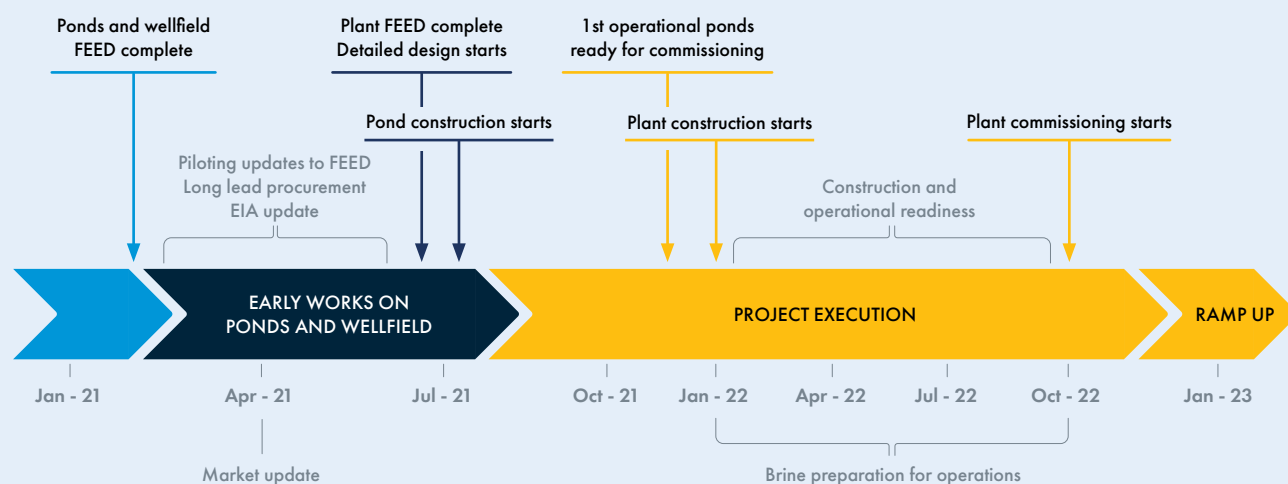 Ponds and wellfield
FEED complete
Plant FEED complete
Detailed design starts
1st operational ponds
ready for commissioning
Pond construction starts
Plant construction starts
Plant commissioning starts
Piloting updates to FEED
Long lead procurement
EIA update
Construction and
operational readiness
EARLY WORKS ON
PONDS AND WELLFIELD
PROJECT EXECUTION
RAMP UP
Jan - 21
Apr - 21
Jul - 21
Oct - 21
Jan - 22
Apr - 22
Jul - 22
Oct - 22
Jan - 23
Market update
Brine preparation for operations